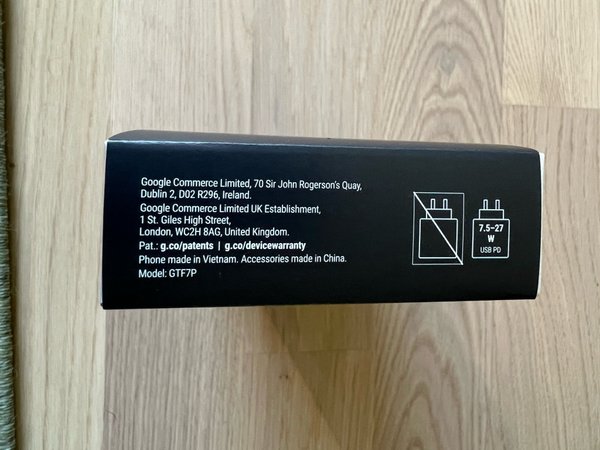 Google Commerce Limited, 70 Sir John Rogerson's Quay,
Dublin 2, D02 R296, Ireland.
Google Commerce Limited UK Establishment,
1 St. Giles High Street,
London, WC2H 8AG, United Kingdom.
Pat.: g.co/patents | g.co/devicewarranty
Phone made in Vietnam. Accessories made in China.
Model: GTF7P
7.5–27
W
USB PD